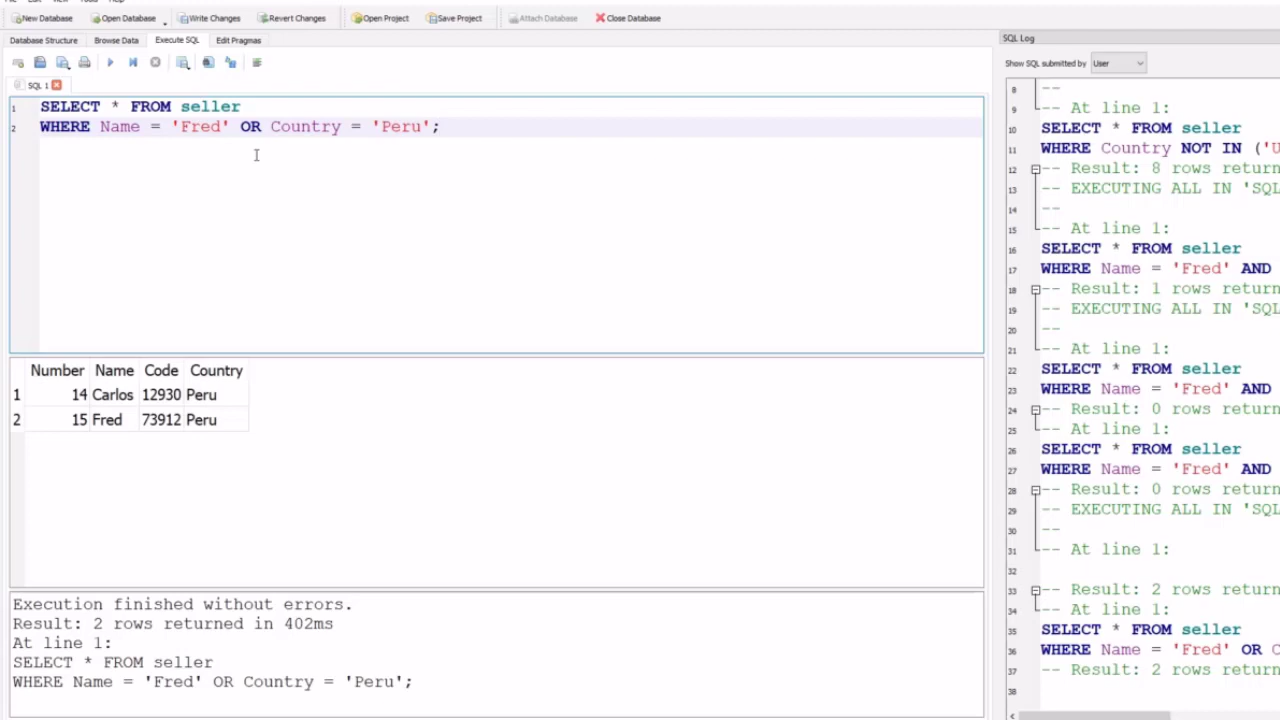 New Database Open Database Write Changes Revert Changes Open Project Save Project Attach Database Close Database
Database Structure Browse Data Execute SQL Edit Pragmas
SQL 1
1 SELECT * FROM seller
2 WHERE Name = 'Fred' OR Country = 'Peru';
Number Name Code Country
1 14 Carlos 12930 Peru
2 15 Fred 73912 Peru
Execution finished without errors.
Result: 2 rows returned in 402ms
At line 1:
SELECT * FROM seller
WHERE Name = 'Fred' OR Country = 'Peru';
SQL Log
Show SQL submitted by User
8 --
9 -- At line 1:
10 SELECT * FROM seller
11 WHERE Country NOT IN ('U
12 -- Result: 8 rows return
13 -- EXECUTING ALL IN 'SQL
14 --
15 -- At line 1:
16 SELECT * FROM seller
17 WHERE Name = 'Fred' AND
18 -- Result: 1 rows return
19 -- EXECUTING ALL IN 'SQL
20 --
21 -- At line 1:
22 SELECT * FROM seller
23 WHERE Name = 'Fred' AND
24 -- Result: 0 rows return
25 -- At line 1:
26 SELECT * FROM seller
27 WHERE Name = 'Fred' AND
28 -- Result: 0 rows return
29 -- EXECUTING ALL IN 'SQL
30 --
31 -- At line 1:
32
33 -- Result: 2 rows return
34 -- At line 1:
35 SELECT * FROM seller
36 WHERE Name = 'Fred' OR C
37 -- Result: 2 rows return
38